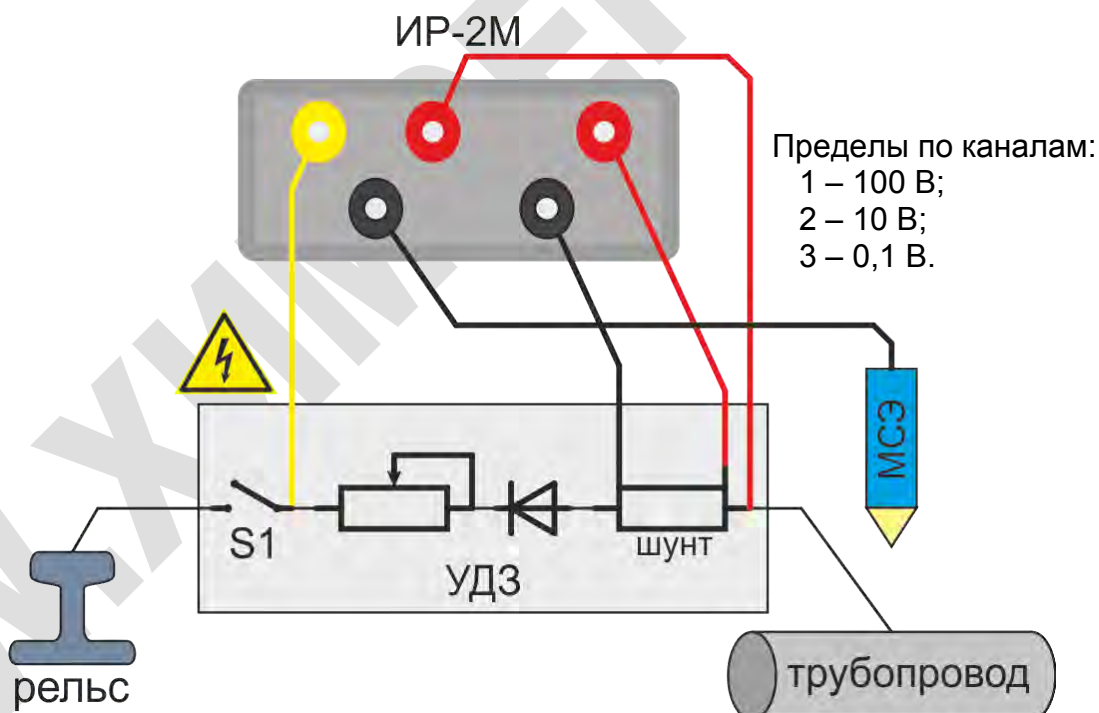 ИР-2М
Пределы по каналам:
1 – 100 В;
2 – 10 В;
3 – 0,1 В.
МСЭ
S1
шунт
УДЗ
рельс
трубопровод